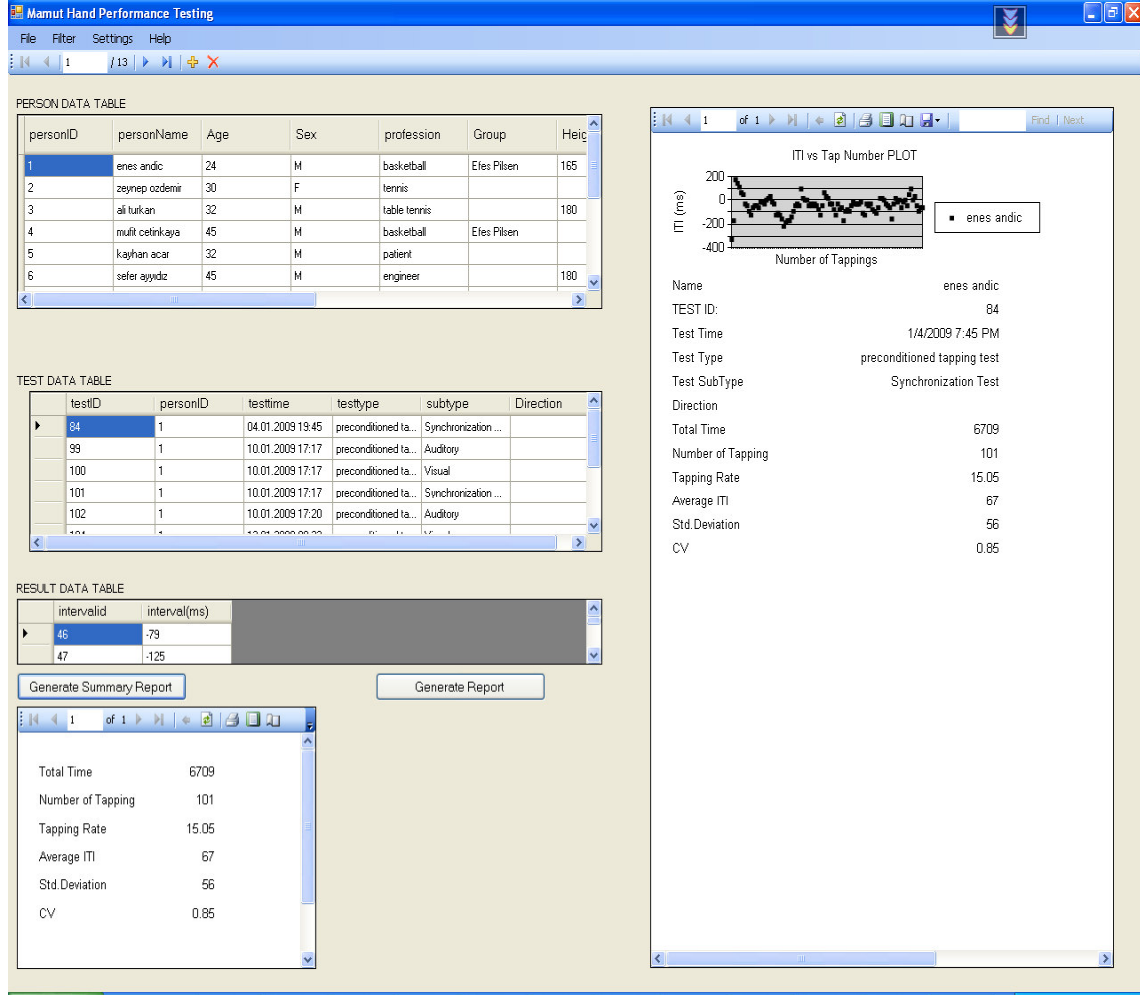 Mamut Hand Performance Testing
File Filter Settings Help
1 / 13
PERSON DATA TABLE
personID personName Age Sex profession Group Heig
1 enes andic 24 M basketball Efes Pilsen 165
2 zeynep ozdemir 30 F tennis
3 ali turkan 32 M table tennis 180
4 mufit cetinkaya 45 M basketball Efes Pilsen
5 kayhan acar 32 M patient
6 sefer ayyıdız 45 M engineer 180
TEST DATA TABLE
testID personID testtime testtype subtype Direction
84 1 04.01.2009 19:45 preconditioned ta... Synchronization ...
99 1 10.01.2009 17:17 preconditioned ta... Auditory
100 1 10.01.2009 17:17 preconditioned ta... Visual
101 1 10.01.2009 17:17 preconditioned ta... Synchronization ...
102 1 10.01.2009 17:20 preconditioned ta... Auditory
RESULT DATA TABLE
intervalid interval(ms)
46 -79
47 -125
Generate Summary Report Generate Report
1 of 1
Total Time 6709
Number of Tapping 101
Tapping Rate 15.05
Average ITI 67
Std.Deviation 56
CV 0.85
1 of 1 Find | Next
ITI vs Tap Number PLOT
200
0
-200
-400
ITI (ms)
enes andic
Number of Tappings
Name enes andic
TEST ID: 84
Test Time 1/4/2009 7:45 PM
Test Type preconditioned tapping test
Test SubType Synchronization Test
Direction
Total Time 6709
Number of Tapping 101
Tapping Rate 15.05
Average ITI 67
Std.Deviation 56
CV 0.85